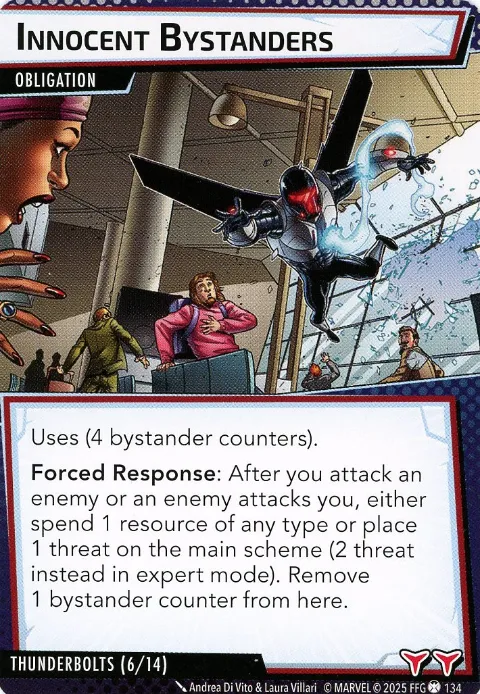 INNOCENT BYSTANDERS
OBLIGATION
Uses (4 bystander counters).
Forced Response: After you attack an
enemy or an enemy attacks you, either
spend 1 resource of any type or place
1 threat on the main scheme (2 threat
instead in expert mode). Remove
1 bystander counter from here.
THUNDERBOLTS (6/14)
Andrea Di Vito & Laura Villari © MARVEL © 2025 FFG 134